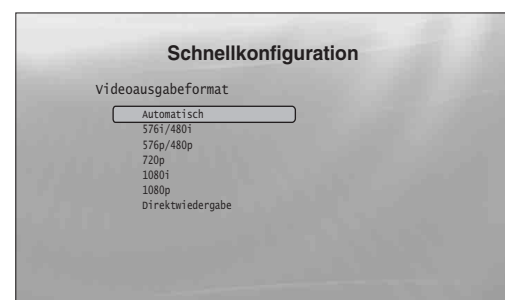 Schnellkonfiguration
Videoausgabeformat
Automatisch
576i/480i
576p/480p
720p
1080i
1080p
Direktwiedergabe